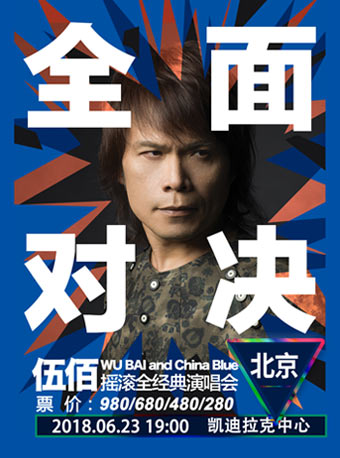 全面
对决
伍佰 WU BAI and China Blue
摇滚全经典演唱会
北京
票 价：980/680/480/280
2018.06.23 19:00 凯迪拉克中心